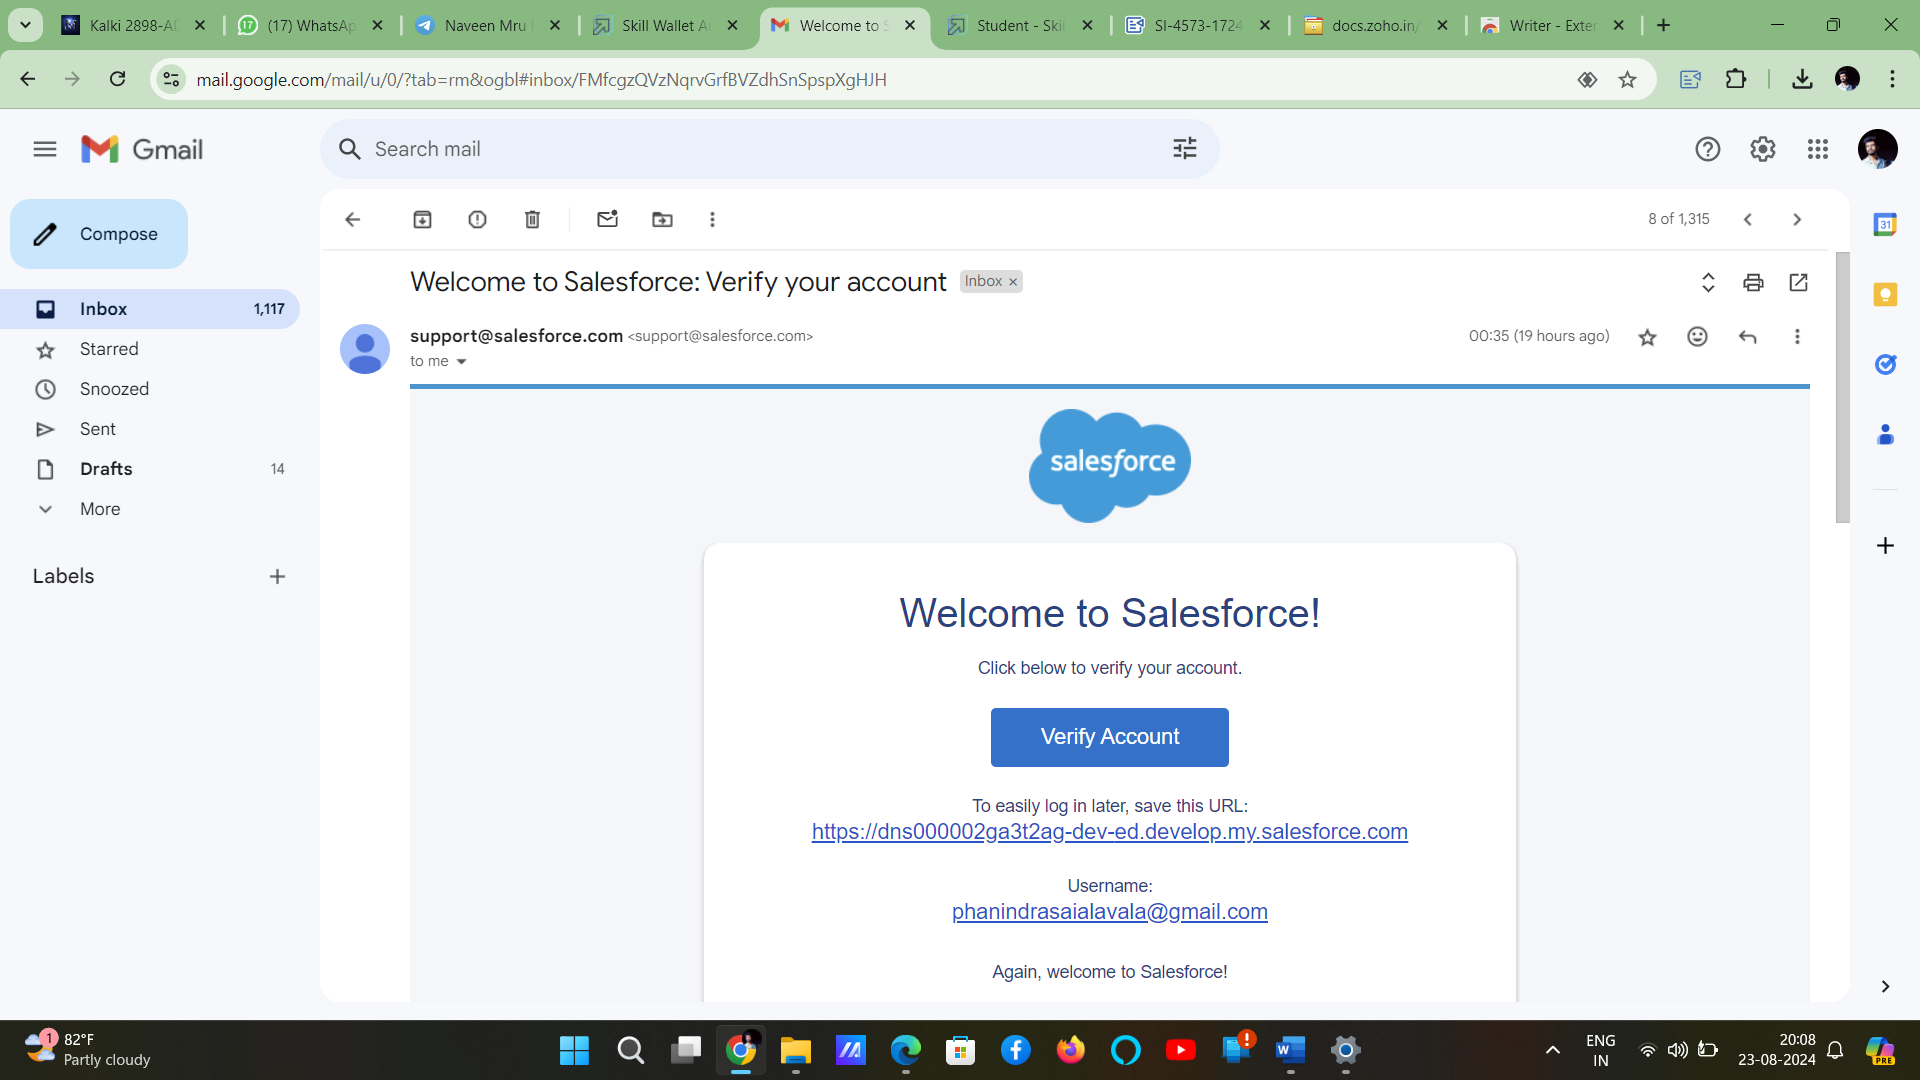 Kalki 2898-AD
(17) WhatsAp
Naveen Mru
Skill Wallet A
Welcome to S
Student - Skil
SI-4573-1724
docs.zoho.in/
Writer - Exten
mail.google.com/mail/u/0/?tab=rm&ogbl#inbox/FMfcgzQVzNqrvGrfBVZdhSnSpspXgHJH
Gmail
Search mail
Compose
8 of 1,315
Welcome to Salesforce: Verify your account
Inbox ×
Inbox 1,117
support@salesforce.com <support@salesforce.com>
00:35 (19 hours ago)
to me
Starred
Snoozed
Sent
Drafts 14
More
Labels
salesforce
Welcome to Salesforce!
Click below to verify your account.
Verify Account
To easily log in later, save this URL:
https://dns000002ga3t2ag-dev-ed.develop.my.salesforce.com
Username:
phanindrasaialavala@gmail.com
Again, welcome to Salesforce!
31
1
82°F
Partly cloudy
ENG
IN
20:08
23-08-2024
PRE